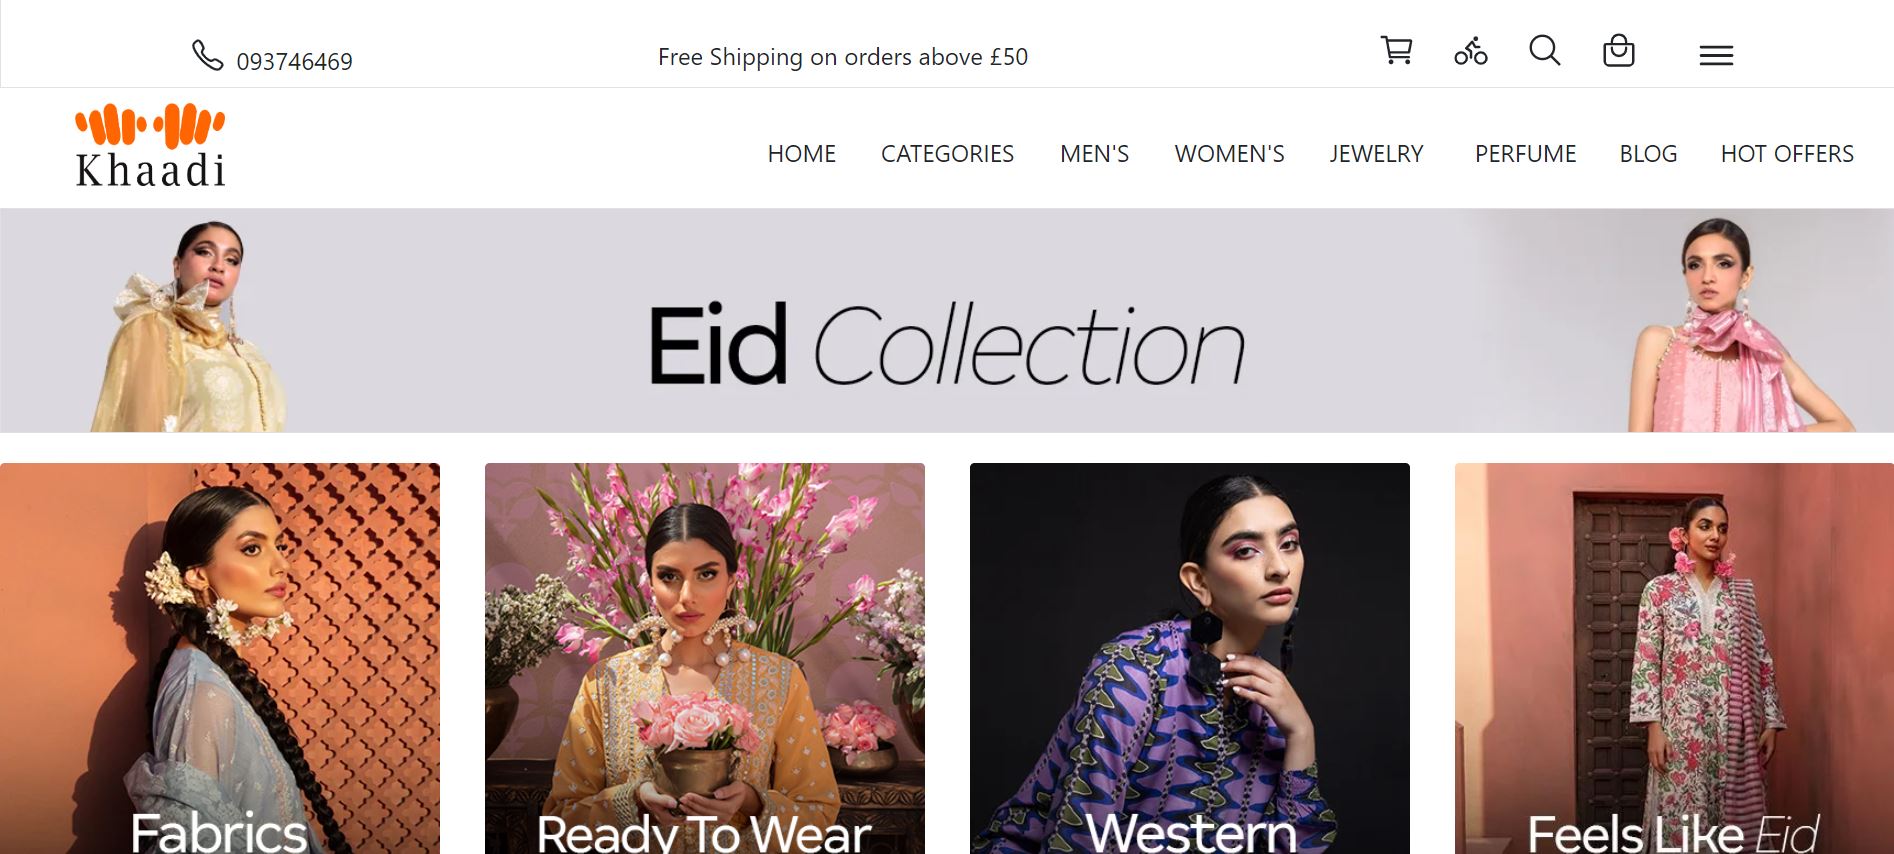 093746469
Free Shipping on orders above £50
Khaadi
HOME CATEGORIES MEN'S WOMEN'S JEWELRY PERFUME BLOG HOT OFFERS
Eid Collection
Fabrics
Ready To Wear
Western
Feels Like Eid